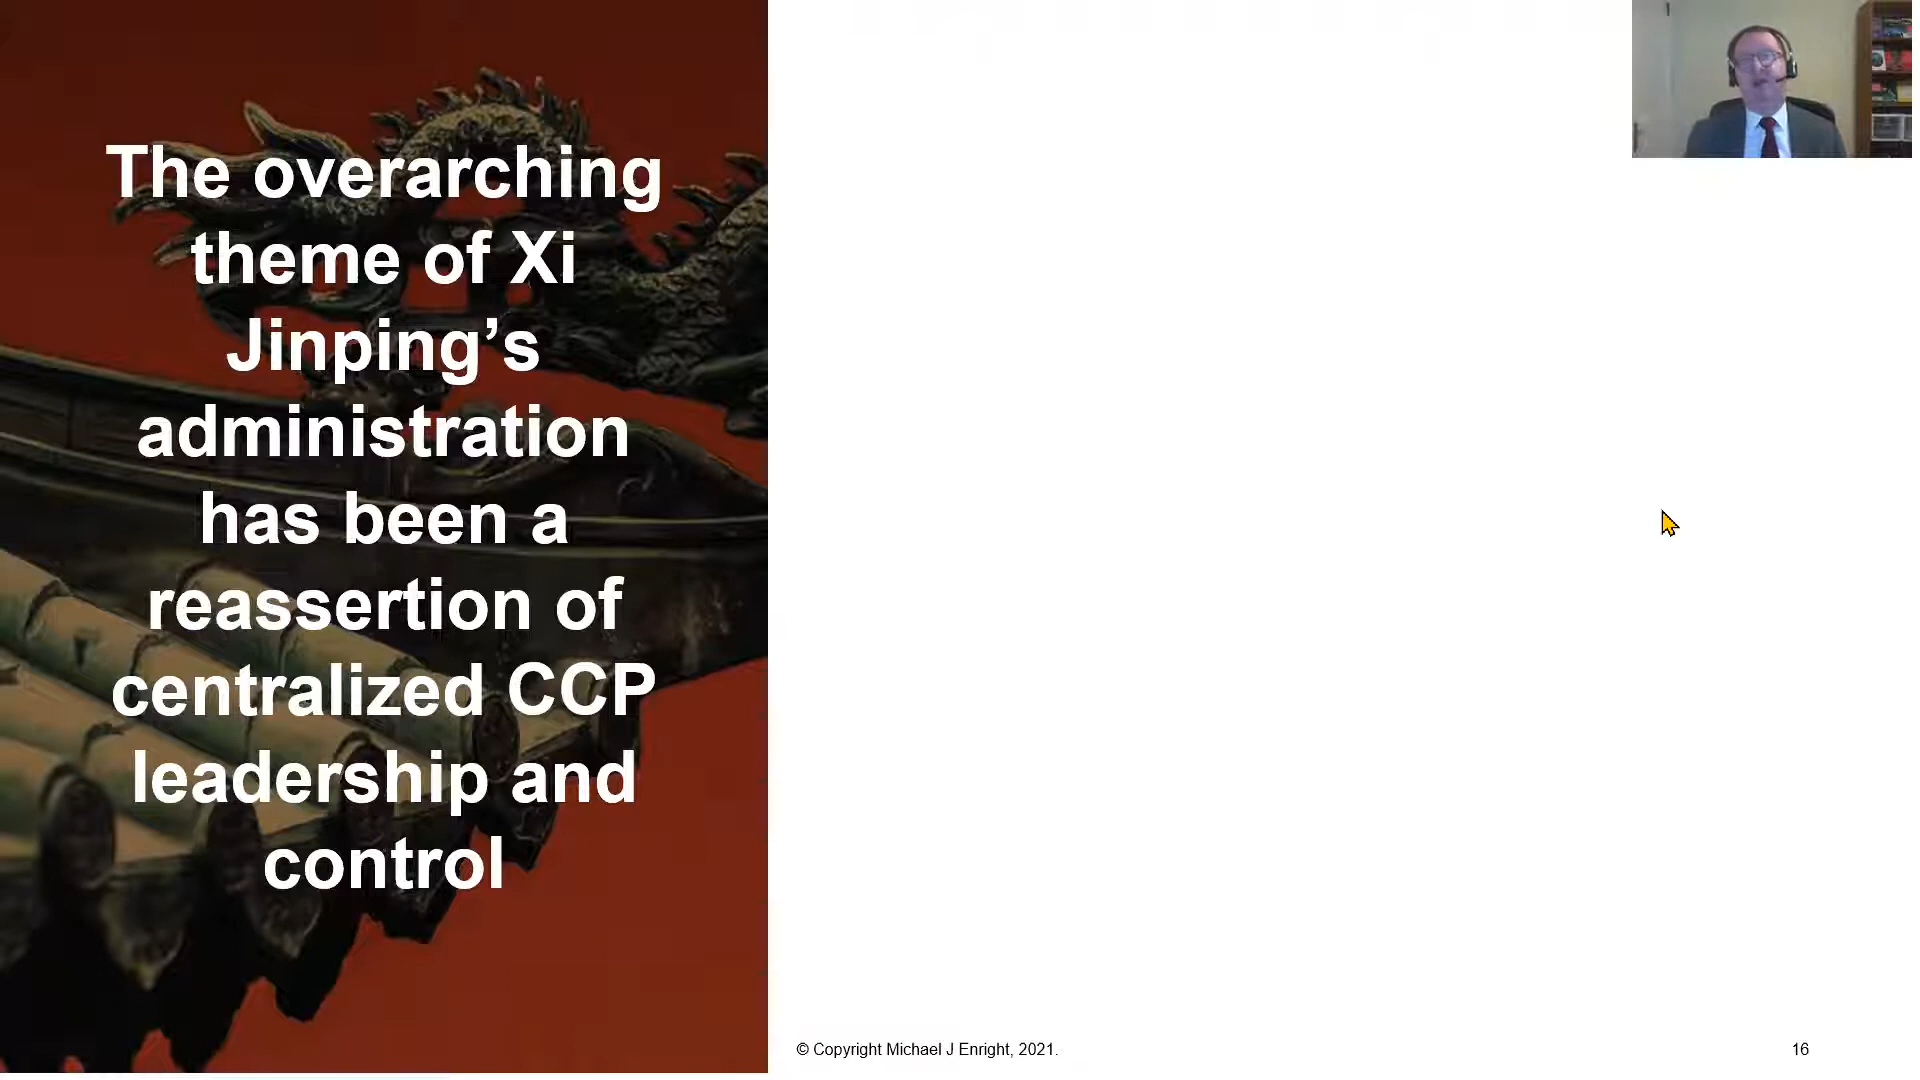 The overarching
theme of Xi
Jinping’s
administration
has been a
reassertion of
centralized CCP
leadership and
control
© Copyright Michael J Enright, 2021.
16